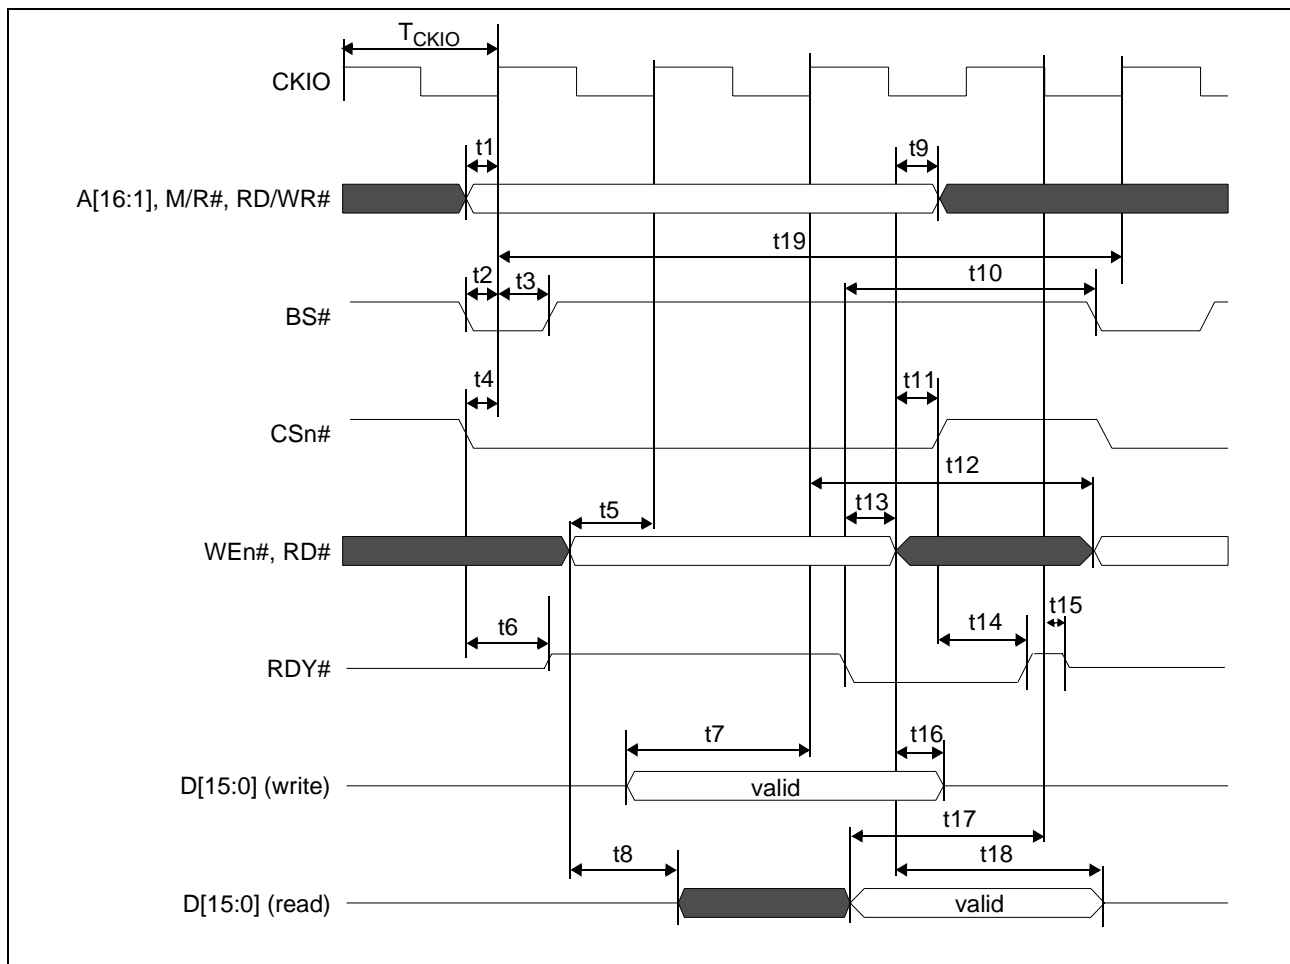 TCKIO
CKIO
t1
t9
A[16:1], M/R#, RD/WR#
t19
t2
t3
t10
BS#
t4
t11
CSn#
t12
t13
t5
WEn#, RD#
t15
t6
t14
RDY#
t7
t16
D[15:0] (write)
valid
t17
t8
t18
D[15:0] (read)
valid